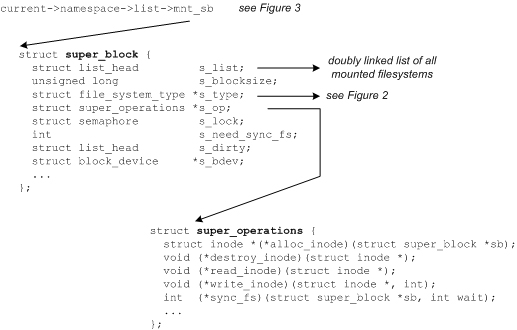 current->namespace->list->mnt_sb see Figure 3
struct super_block {
struct list_head s_list; doubly linked list of all
mounted filesystems
unsigned long s_blocksize;
struct file_system_type *s_type; see Figure 2
struct super_operations *s_op;
struct semaphore s_lock;
int s_need_sync_fs;
struct list_head s_dirty;
struct block_device *s_bdev;
...
};
struct super_operations {
struct inode *(*alloc_inode)(struct super_block *sb);
void (*destroy_inode)(struct inode *);
void (*read_inode)(struct inode *);
void (*write_inode)(struct inode *, int);
int (*sync_fs)(struct super_block *sb, int wait);
...
};